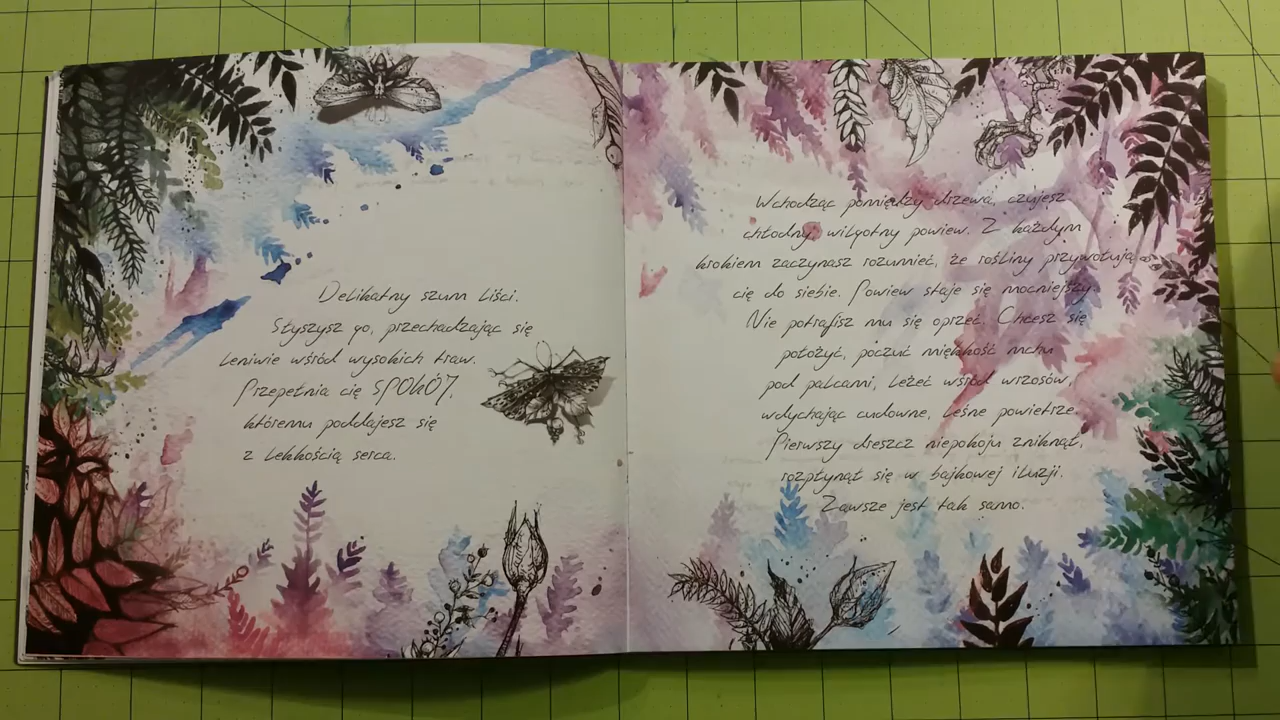 Delikatny szum liści.
Słyszysz go, przechadzając się
leniwie wśród wysokich traw.
Przepełnia cię SPOKÓJ,
któremu poddajesz się
z lekkością serca.
Wchodząc pomiędzy drzewa, czujesz
chłodny, wilgotny powiew. Z każdym
krokiem zaczynasz rozumieć, że rośliny przywołują
cię do siebie. Powiew staje się mocniejszy.
Nie potrafisz mu się oprzeć. Chcesz się
położyć, poczuć miękkość mchu
pod palcami, leżeć wśród wrzosów,
wdychając cudowne, leśne powietrze.
Pierwszy dreszcz niepokoju zniknął,
rozpłynął się w bajkowej iluzji.
Zawsze jest tak samo.